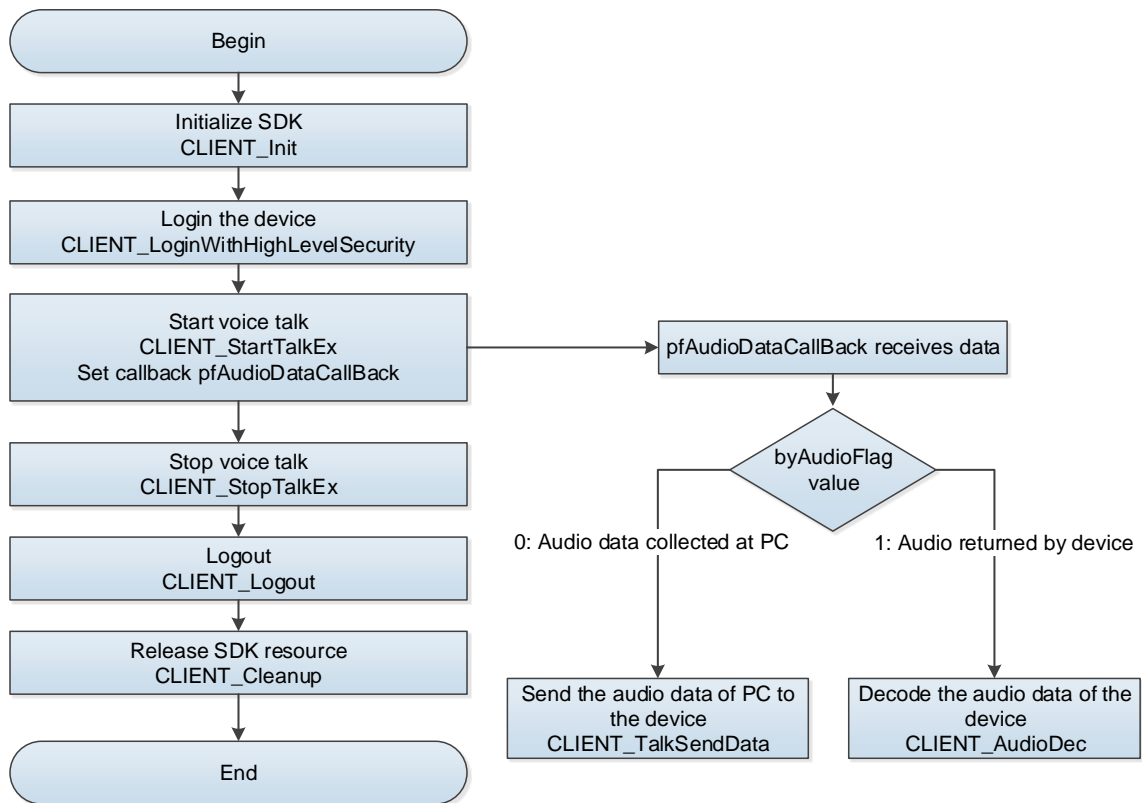 Begin
Initialize SDK
CLIENT_Init
Login the device
CLIENT_LoginWithHighLevelSecurity
Start voice talk
CLIENT_StartTalkEx
Set callback pfAudioDataCallBack
pfAudioDataCallBack receives data
byAudioFlag
value
Stop voice talk
CLIENT_StopTalkEx
0: Audio data collected at PC
1: Audio returned by device
Logout
CLIENT_Logout
Release SDK resource
CLIENT_Cleanup
Send the audio data of PC to
the device
CLIENT_TalkSendData
Decode the audio data of the
device
CLIENT_AudioDec
End